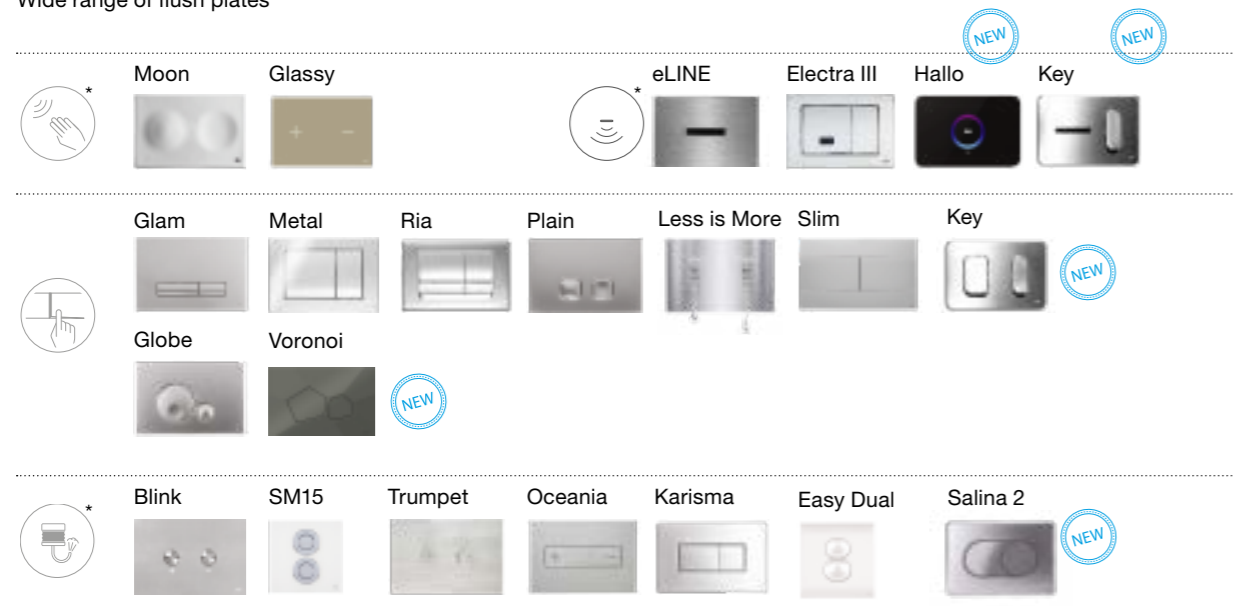 Wide range of flush plates
NEW NEW
* Moon Glassy * eLINE Electra III Hallo Key
+ -
Glam Metal Ria Plain Less is More Slim Key
NEW
Globe Voronoi
NEW
* Blink SM15 Trumpet Oceania Karisma Easy Dual Salina 2
NEW
+ -